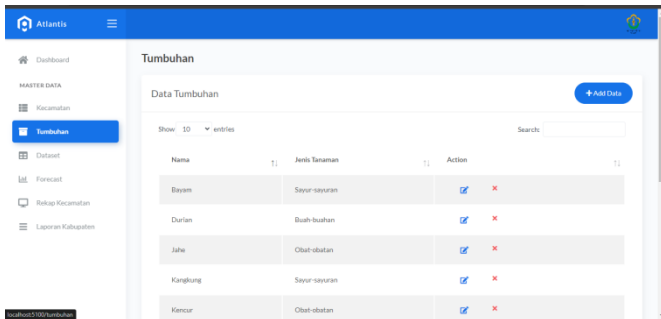 Atlantis
Dashboard
MASTER DATA
Kecamatan
Tumbuhan
Dataset
Forecast
Rekap Kecamatan
Laporan Kabupaten
localhost:5100/tumbuhan
Tumbuhan
Data Tumbuhan
+ Add Data
Show 10 entries
Search:
Nama Jenis Tanaman Action
Bayam Sayur-sayuran
Durian Buah-buahan
Jahe Obat-obatan
Kangkung Sayur-sayuran
Kencur Obat-obatan